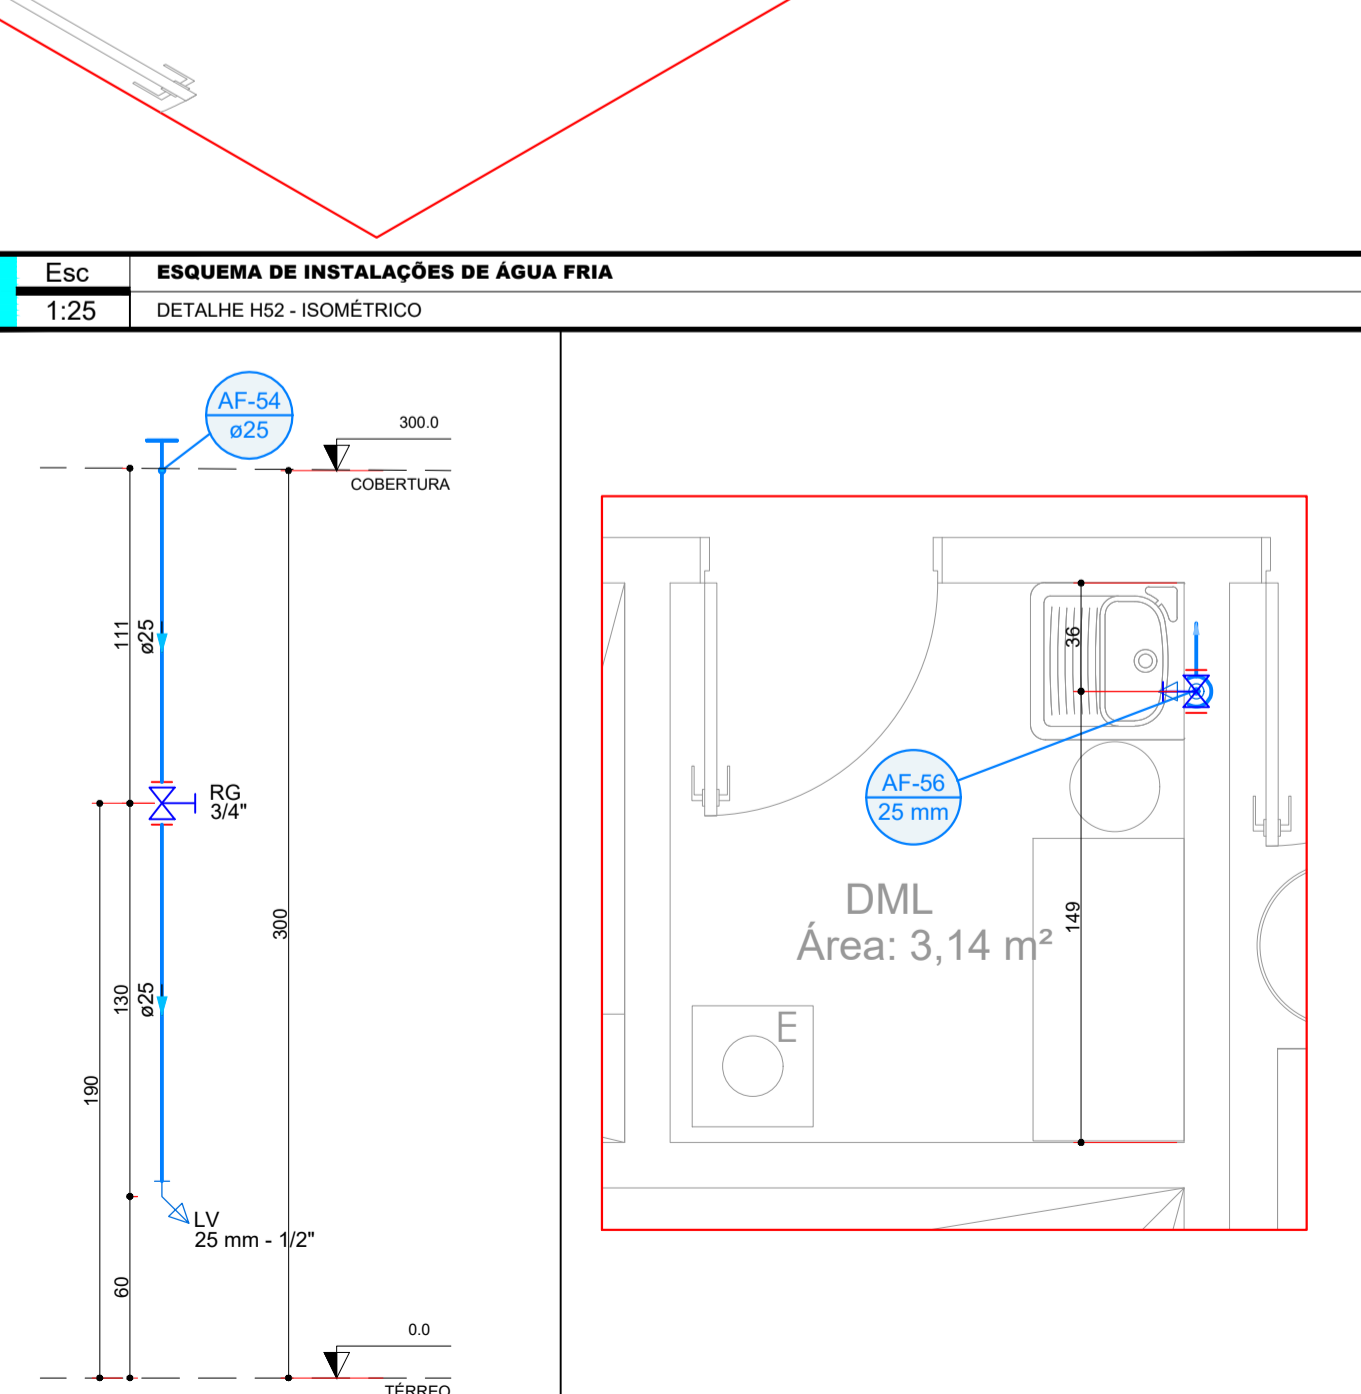 Esc
1:25
ESQUEMA DE INSTALAÇÕES DE ÁGUA FRIA
DETALHE H52 - ISOMÉTRICO
AF-54
ø25
300.0
COBERTURA
111
ø25
RG
3/4"
300
130
ø25
190
LV
25 mm - 1/2"
60
0.0
TÉRREO
36
AF-56
25 mm
DML
Área: 3,14 m²
149
E